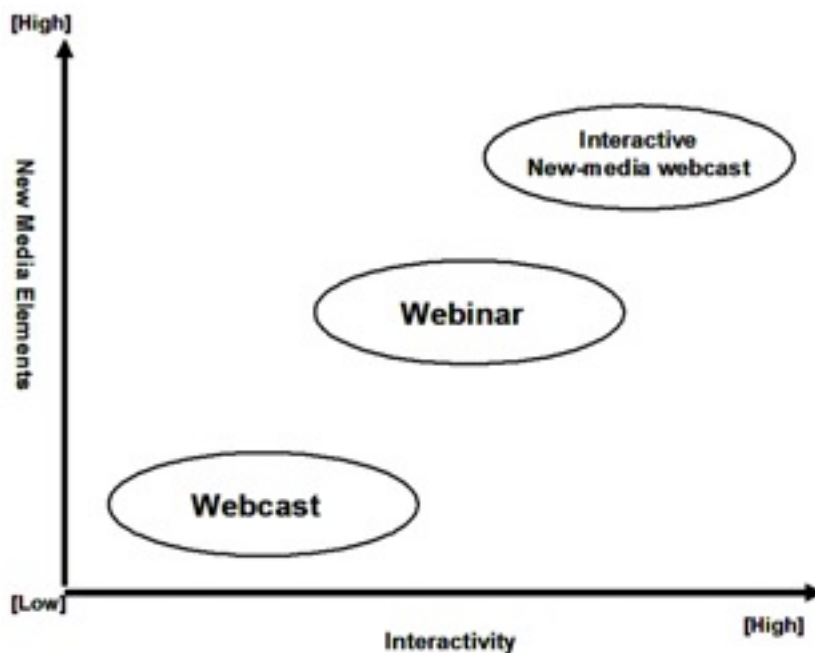 [High]
New Media Elements
Interactive
New-media webcast
Webinar
Webcast
[Low]
[High]
Interactivity